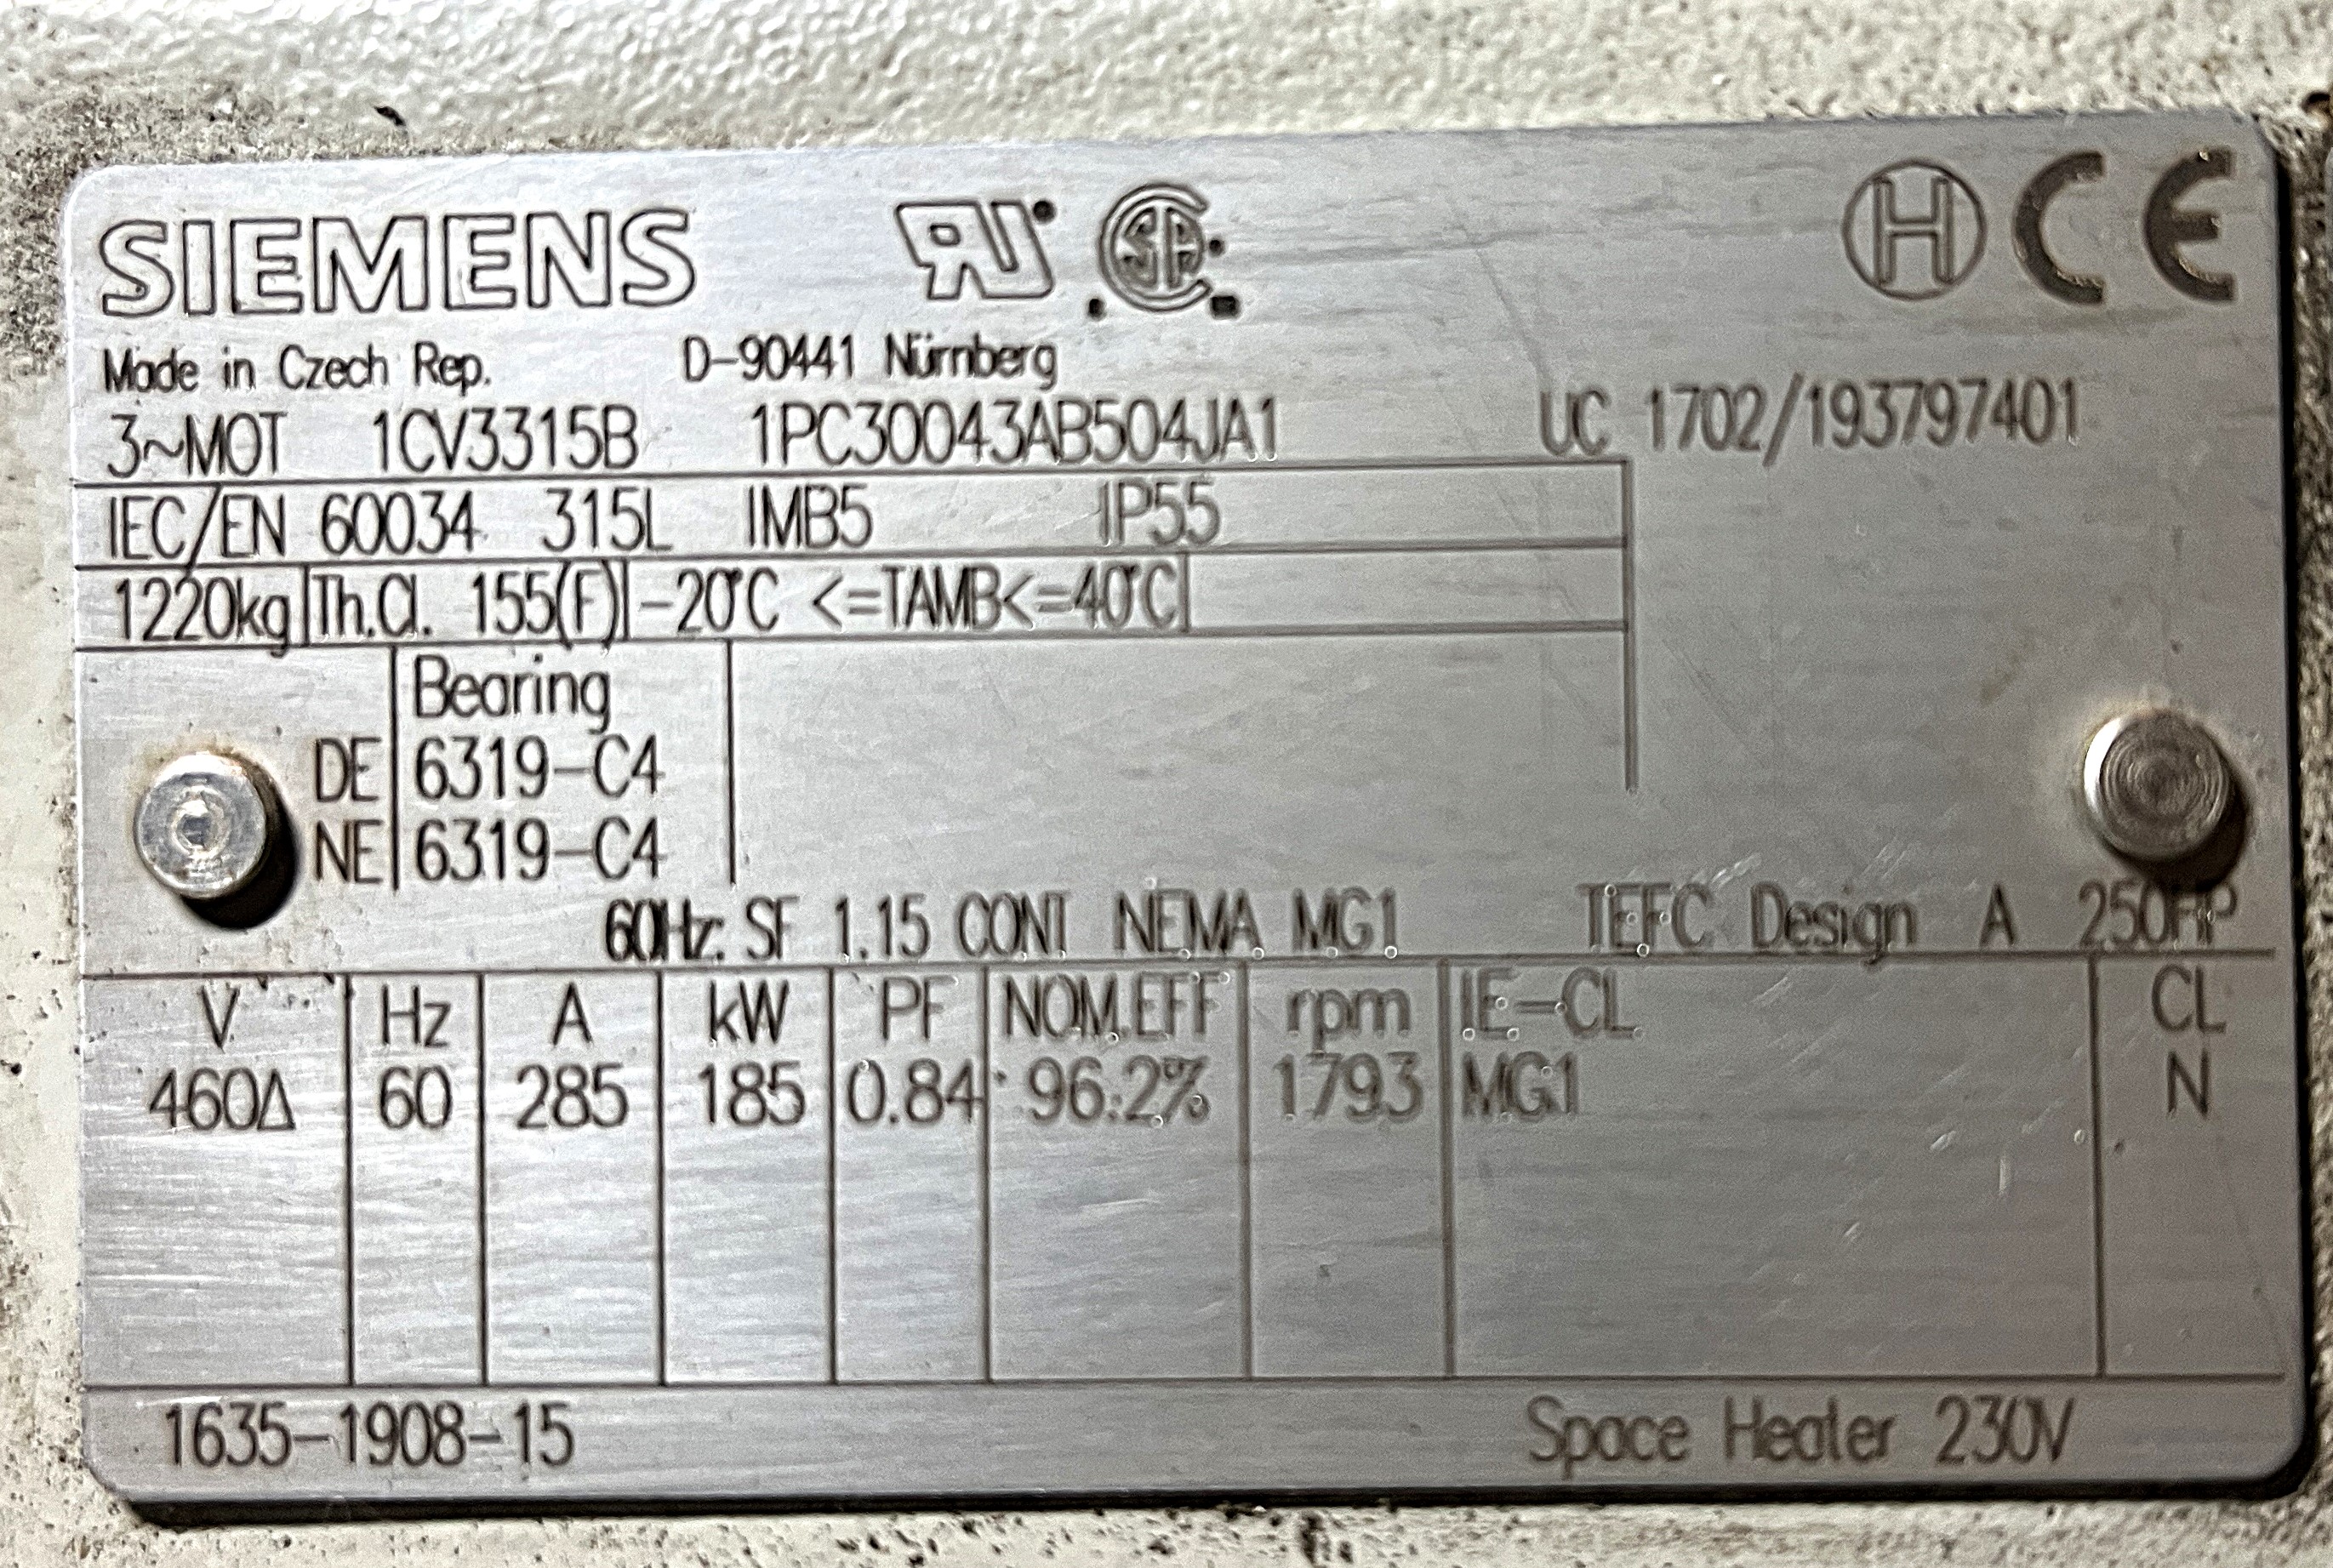 SIEMENS
Made in Czech Rep. D-90441 Nürnberg
3~MOT 1CV3315B 1PC30043AB504JA1 UC 1702/193797401
IEC/EN 60034 315L IMB5 IP55
1220kg Th.Cl. 155(F) -20°C <=TAMB<=40°C
Bearing
DE 6319-C4
NE 6319-C4
60Hz: SF 1.15 CONT NEMA MG1 TEFC Design A 250HP
V Hz A kW PF NOM.EFF rpm IE-CL CL
460Δ 60 285 185 0.84 96.2% 1793 MG1 N
1635-1908-15 Space Heater 230V